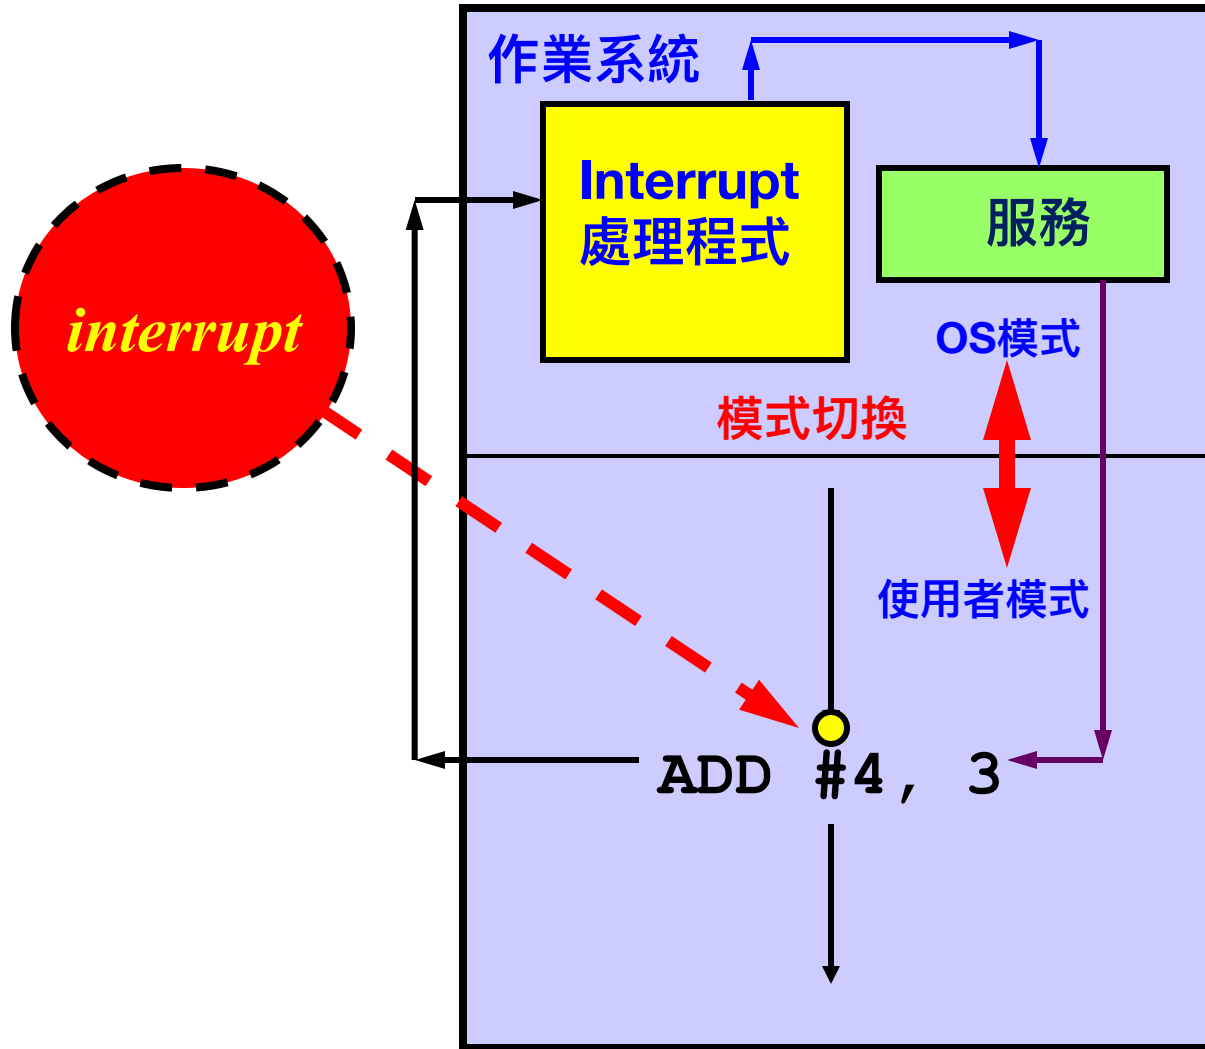 作業系統
Interrupt
處理程式
服務
interrupt
OS模式
模式切換
使用者模式
ADD #4, 3